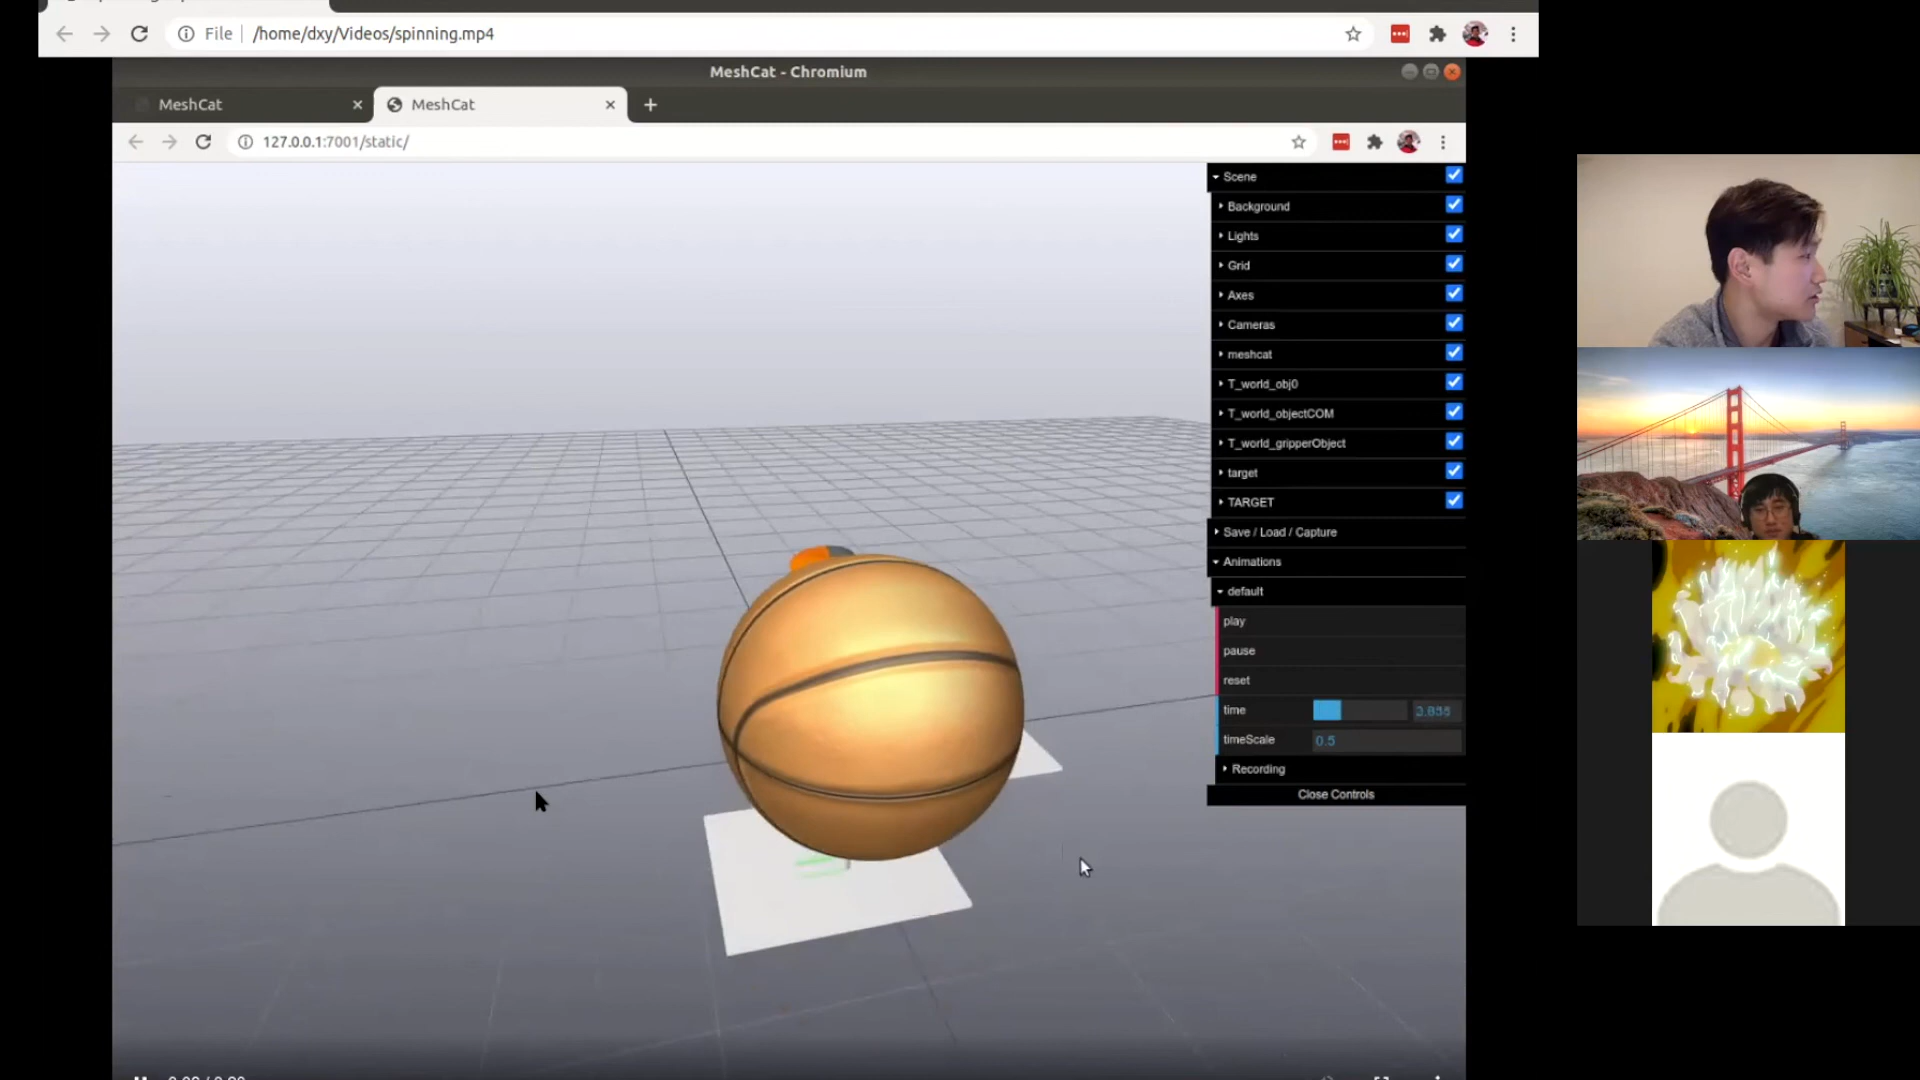 File /home/dxy/Videos/spinning.mp4
MeshCat - Chromium
MeshCat
MeshCat
127.0.0.1:7001/static/
Scene
Background
Lights
Grid
Axes
Cameras
meshcat
T_world_obj0
T_world_objectCOM
T_world_gripperObject
target
TARGET
Save / Load / Capture
Animations
default
play
pause
reset
time
timeScale 0.5
Recording
Close Controls